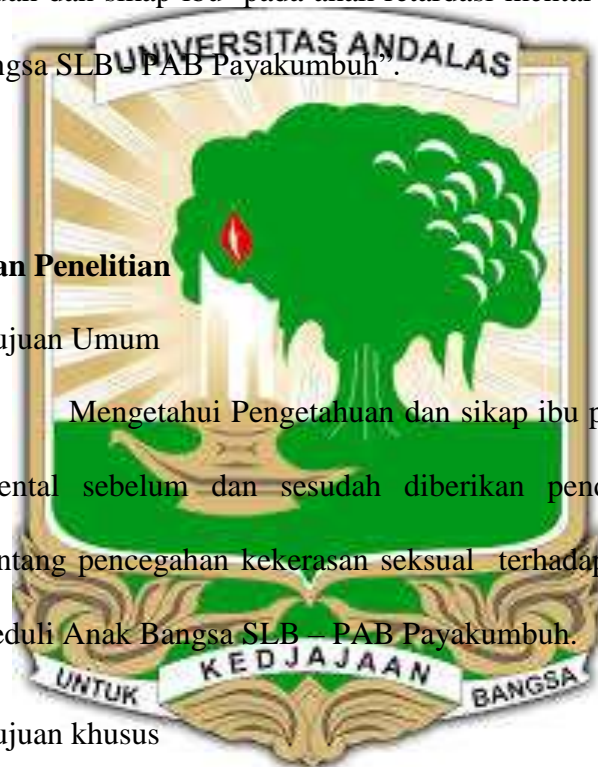 dan sikap ibu pada anak retardasi mental
UNIVERSITAS ANDALAS
ngsa SLB – PAB Payakumbuh”.
an Penelitian
ujuan Umum
Mengetahui Pengetahuan dan sikap ibu p
ental sebelum dan sesudah diberikan pend
ntang pencegahan kekerasan seksual terhadap
eduli Anak Bangsa SLB – PAB Payakumbuh.
UNTUK KEDJAJAAN BANGSA
ujuan khusus